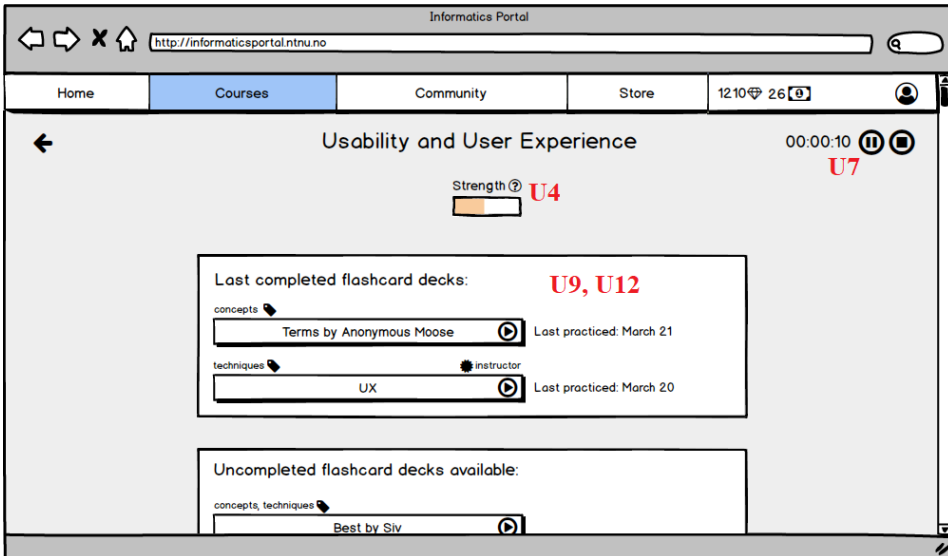 Informatics Portal
http://informaticsportal.ntnu.no
Home Courses Community Store 1210 26
Usability and User Experience 00:00:10
U7
Strength ? U4
Last completed flashcard decks: U9, U12
concepts
Terms by Anonymous Moose Last practiced: March 21
techniques instructor
UX Last practiced: March 20
Uncompleted flashcard decks available:
concepts, techniques
Best by Siv